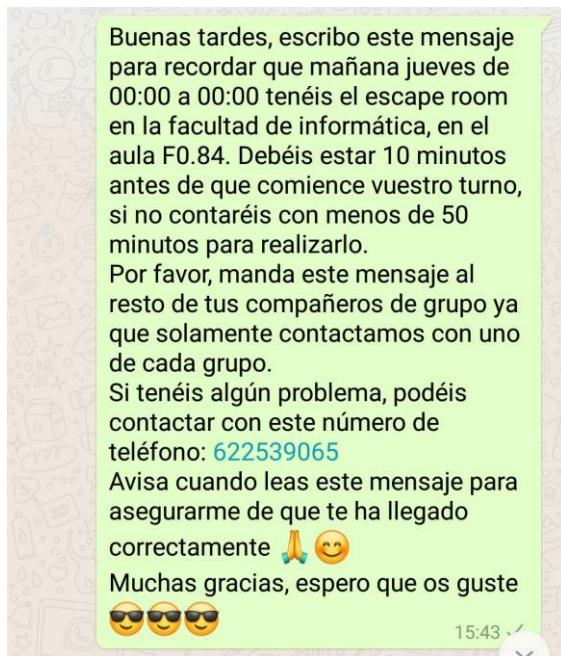 Buenas tardes, escribo este mensaje
para recordar que mañana jueves de
00:00 a 00:00 tenéis el escape room
en la facultad de informática, en el
aula F0.84. Debéis estar 10 minutos
antes de que comience vuestro turno,
si no contaréis con menos de 50
minutos para realizarlo.
Por favor, manda este mensaje al
resto de tus compañeros de grupo ya
que solamente contactamos con uno
de cada grupo.
Si tenéis algún problema, podéis
contactar con este número de
teléfono: 622539065
Avisa cuando leas este mensaje para
asegurarme de que te ha llegado
correctamente 🙏 😊
Muchas gracias, espero que os guste
😎😎😎
15:43